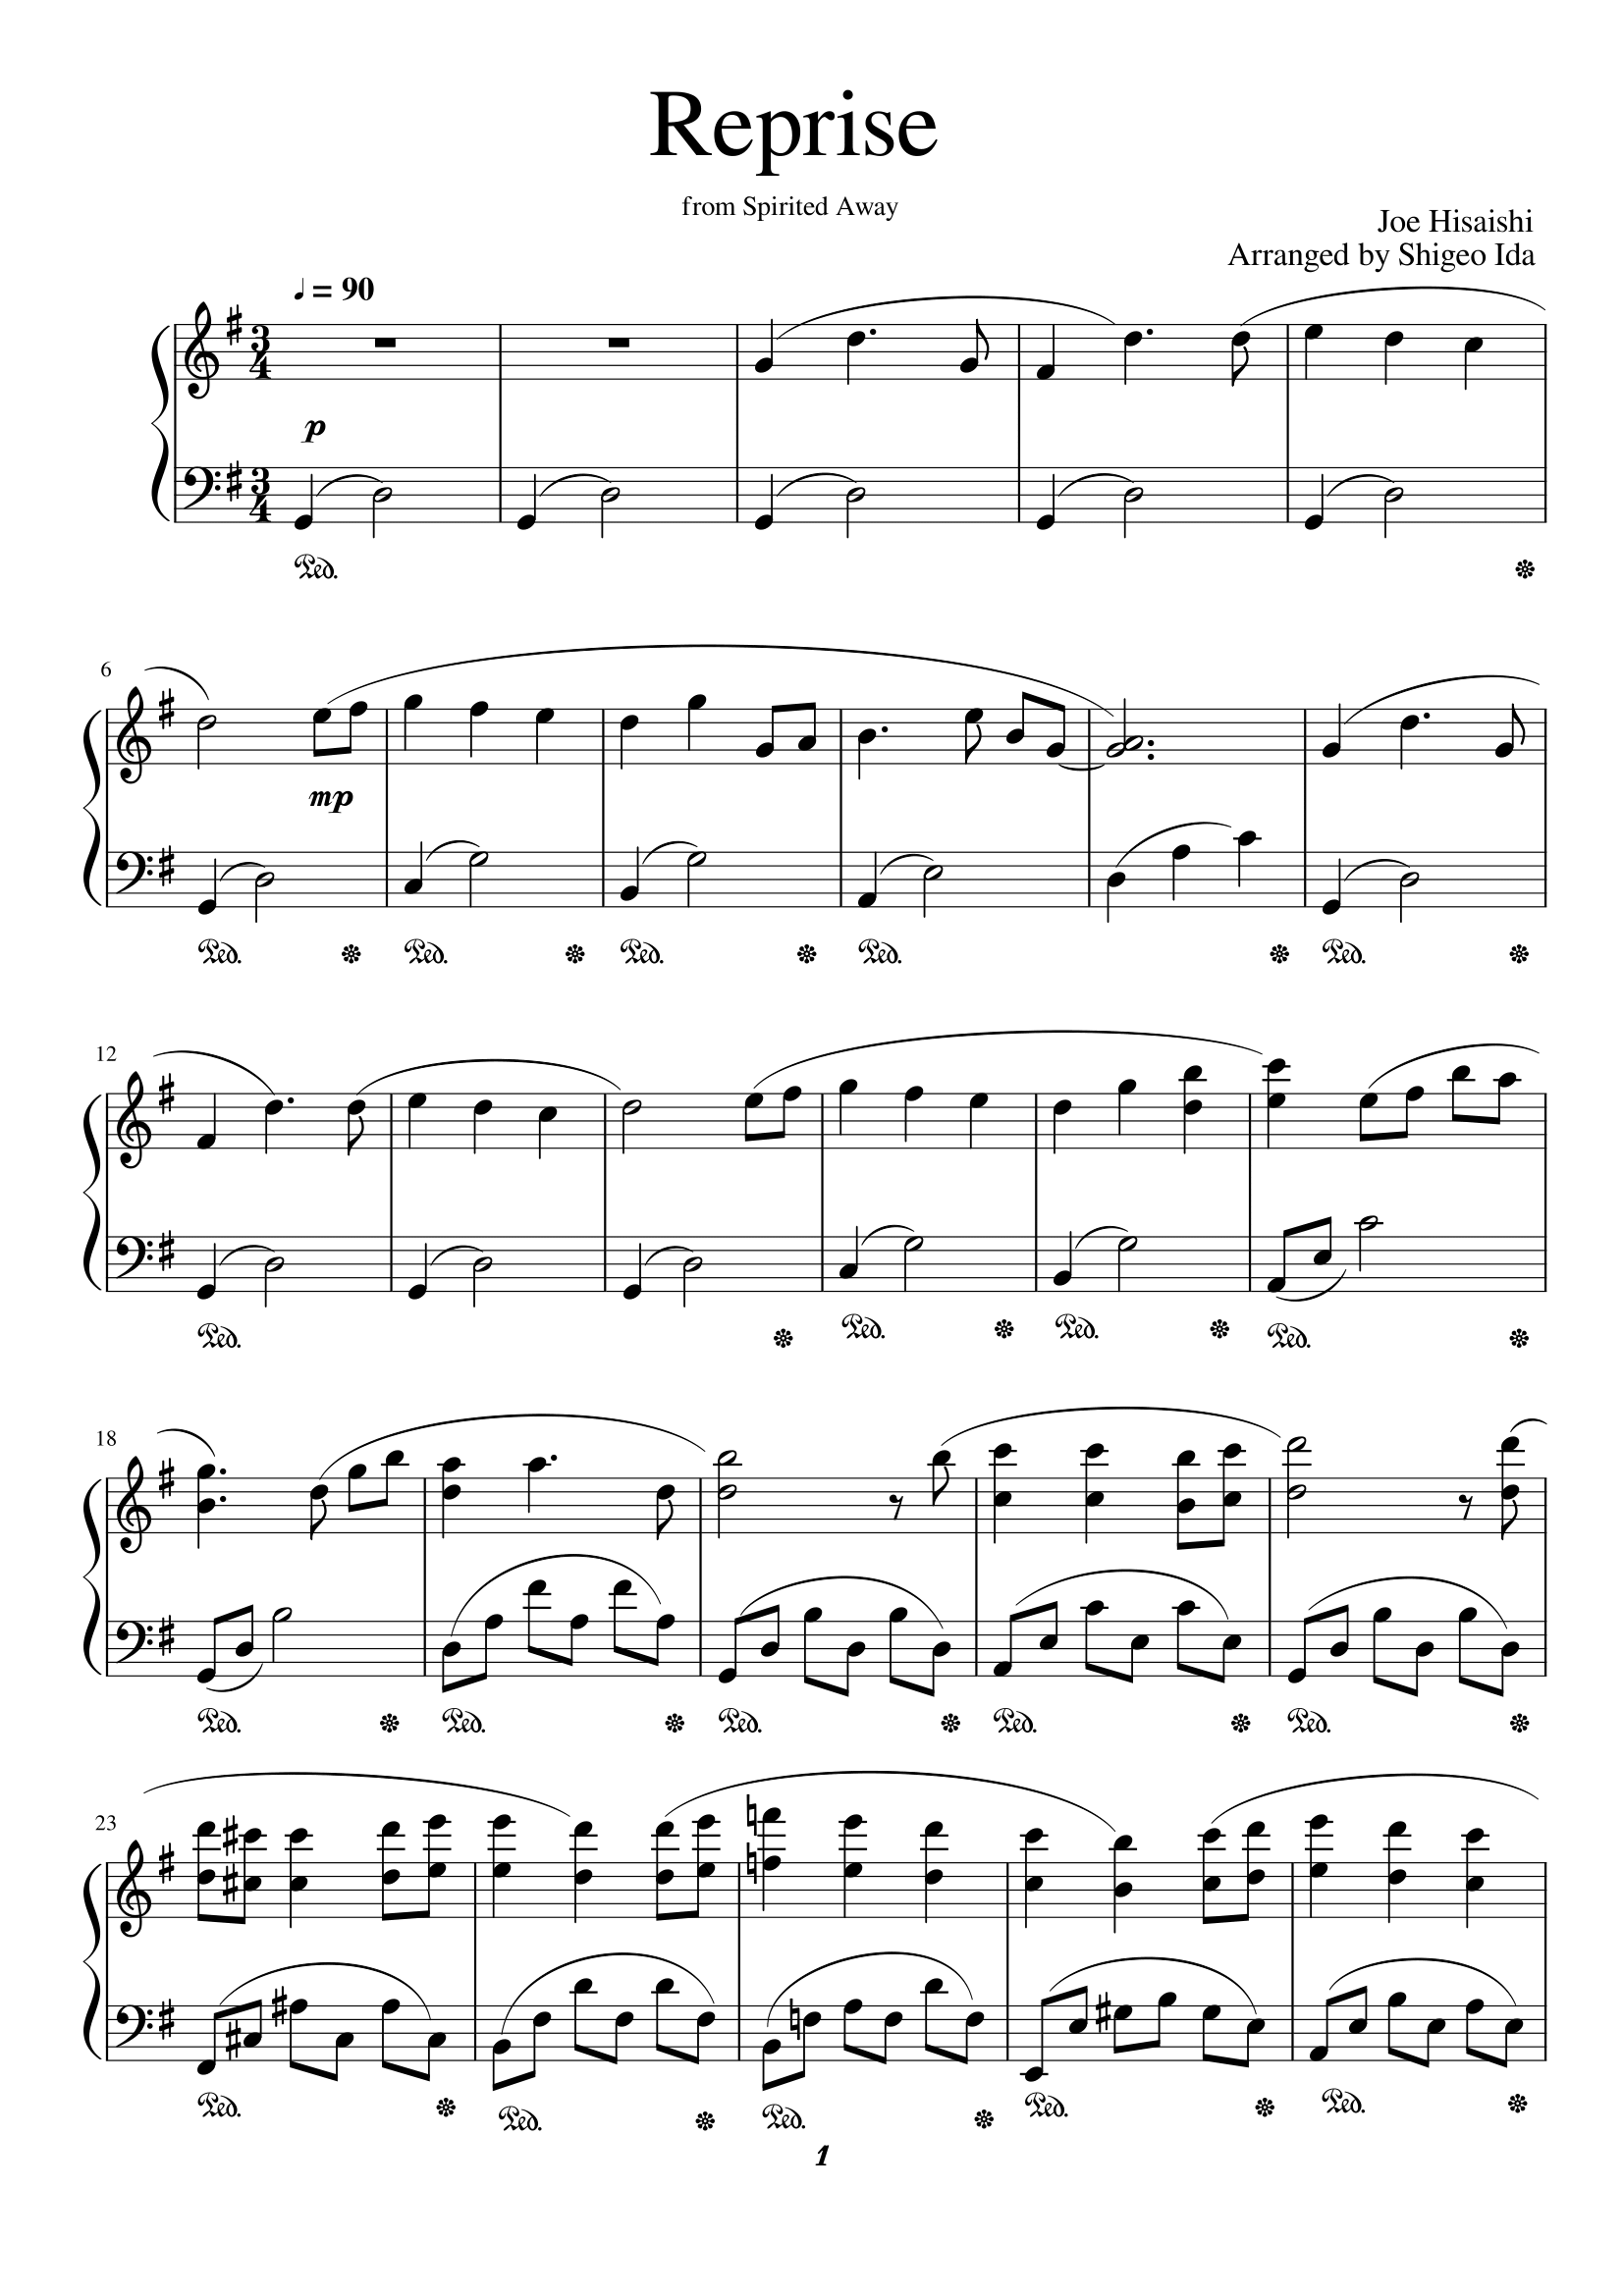 Reprise
from Spirited Away
Joe Hisaishi
Arranged by Shigeo Ida
♩ = 90
3 4
p
3 4
Ped.
6
mp
Ped. Ped. Ped. Ped. Ped.
12
Ped. Ped. Ped. Ped.
18
Ped. Ped. Ped. Ped. Ped.
23
Ped. Ped. Ped. Ped. Ped.
1